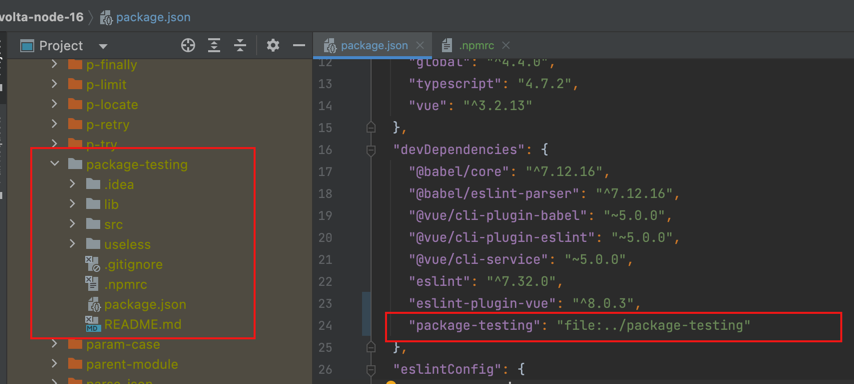 volta-node-16 package.json
Project
p-finally
p-limit
p-locate
p-retry
p-try
package-testing
.idea
lib
src
useless
.gitignore
.npmrc
package.json
README.md
param-case
parent-module
package.json .npmrc
12 "global": "^4.4.0",
13 "typescript": "4.7.2",
14 "vue": "^3.2.13"
15 },
16 "devDependencies": {
17 "@babel/core": "^7.12.16",
18 "@babel/eslint-parser": "^7.12.16",
19 "@vue/cli-plugin-babel": "~5.0.0",
20 "@vue/cli-plugin-eslint": "~5.0.0",
21 "@vue/cli-service": "~5.0.0",
22 "eslint": "^7.32.0",
23 "eslint-plugin-vue": "^8.0.3",
24 "package-testing": "file:../package-testing"
25 },
26 "eslintConfig": {